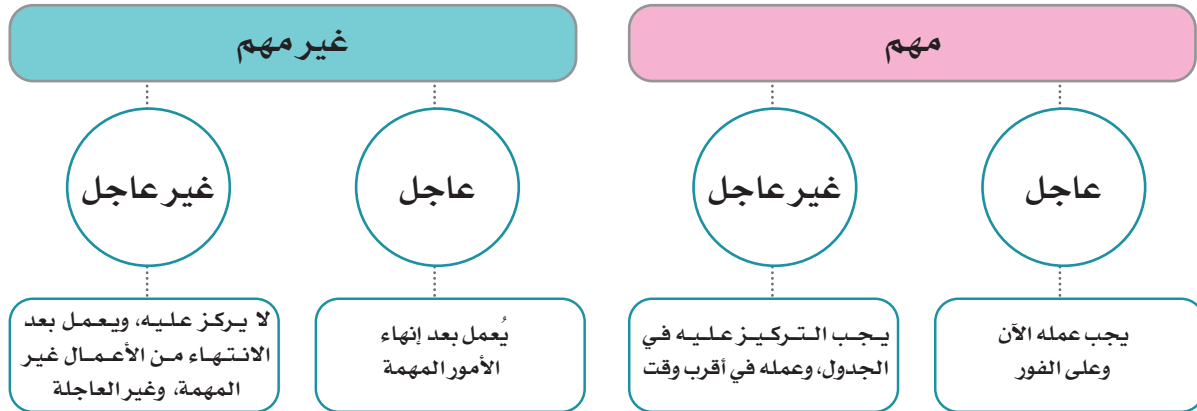 مهم
غير مهم
عاجل
غير عاجل
عاجل
غير عاجل
يجب عمله الآن
وعلى الفور
يجب التركيز عليه في
الجدول، وعمله في أقرب وقت
يُعمل بعد إنهاء
الأمور المهمة
لا يركز عليه، ويعمل بعد
الانتهاء من الأعمال غير
المهمة، وغير العاجلة